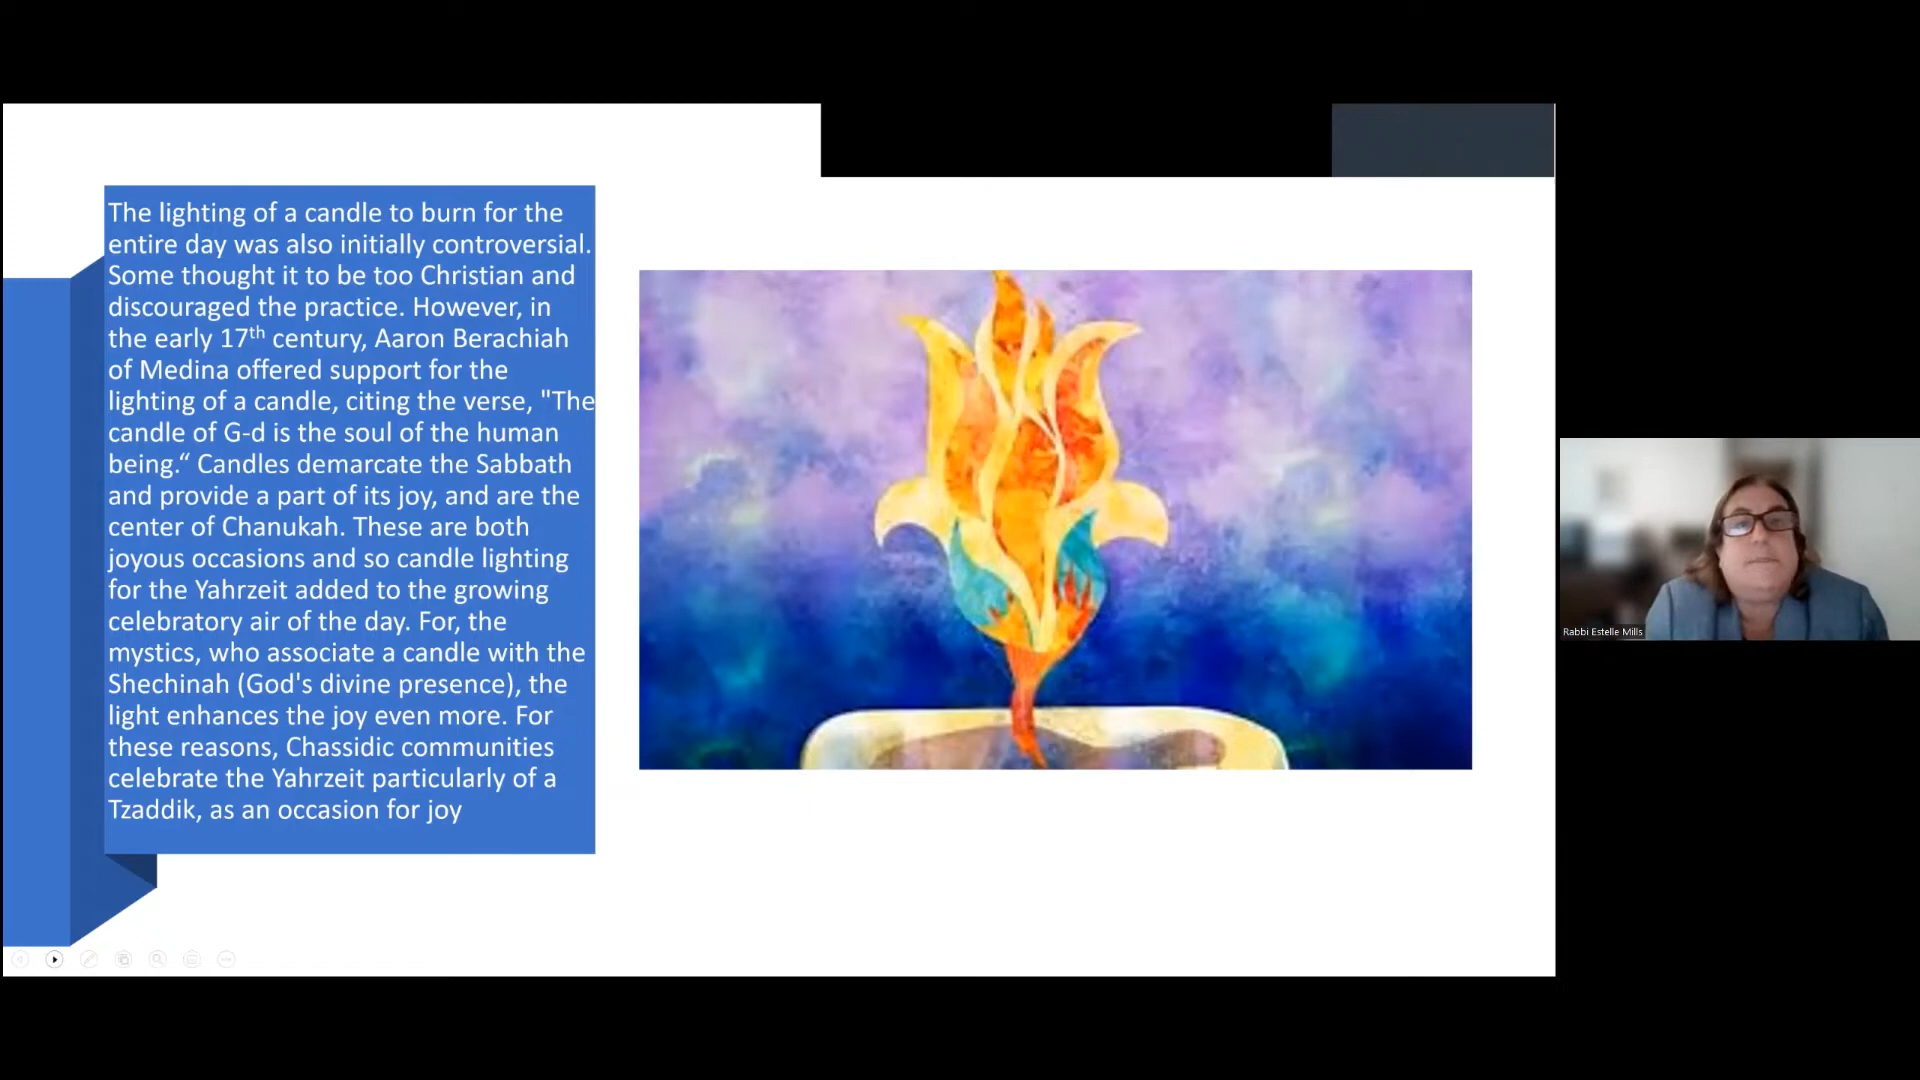 The lighting of a candle to burn for the
entire day was also initially controversial.
Some thought it to be too Christian and
discouraged the practice. However, in
the early 17th century, Aaron Berachiah
of Medina offered support for the
lighting of a candle, citing the verse, "The
candle of G-d is the soul of the human
being.“ Candles demarcate the Sabbath
and provide a part of its joy, and are the
center of Chanukah. These are both
joyous occasions and so candle lighting
for the Yahrzeit added to the growing
celebratory air of the day. For, the
mystics, who associate a candle with the
Shechinah (God's divine presence), the
light enhances the joy even more. For
these reasons, Chassidic communities
celebrate the Yahrzeit particularly of a
Tzaddik, as an occasion for joy
Rabbi Estelle Mills